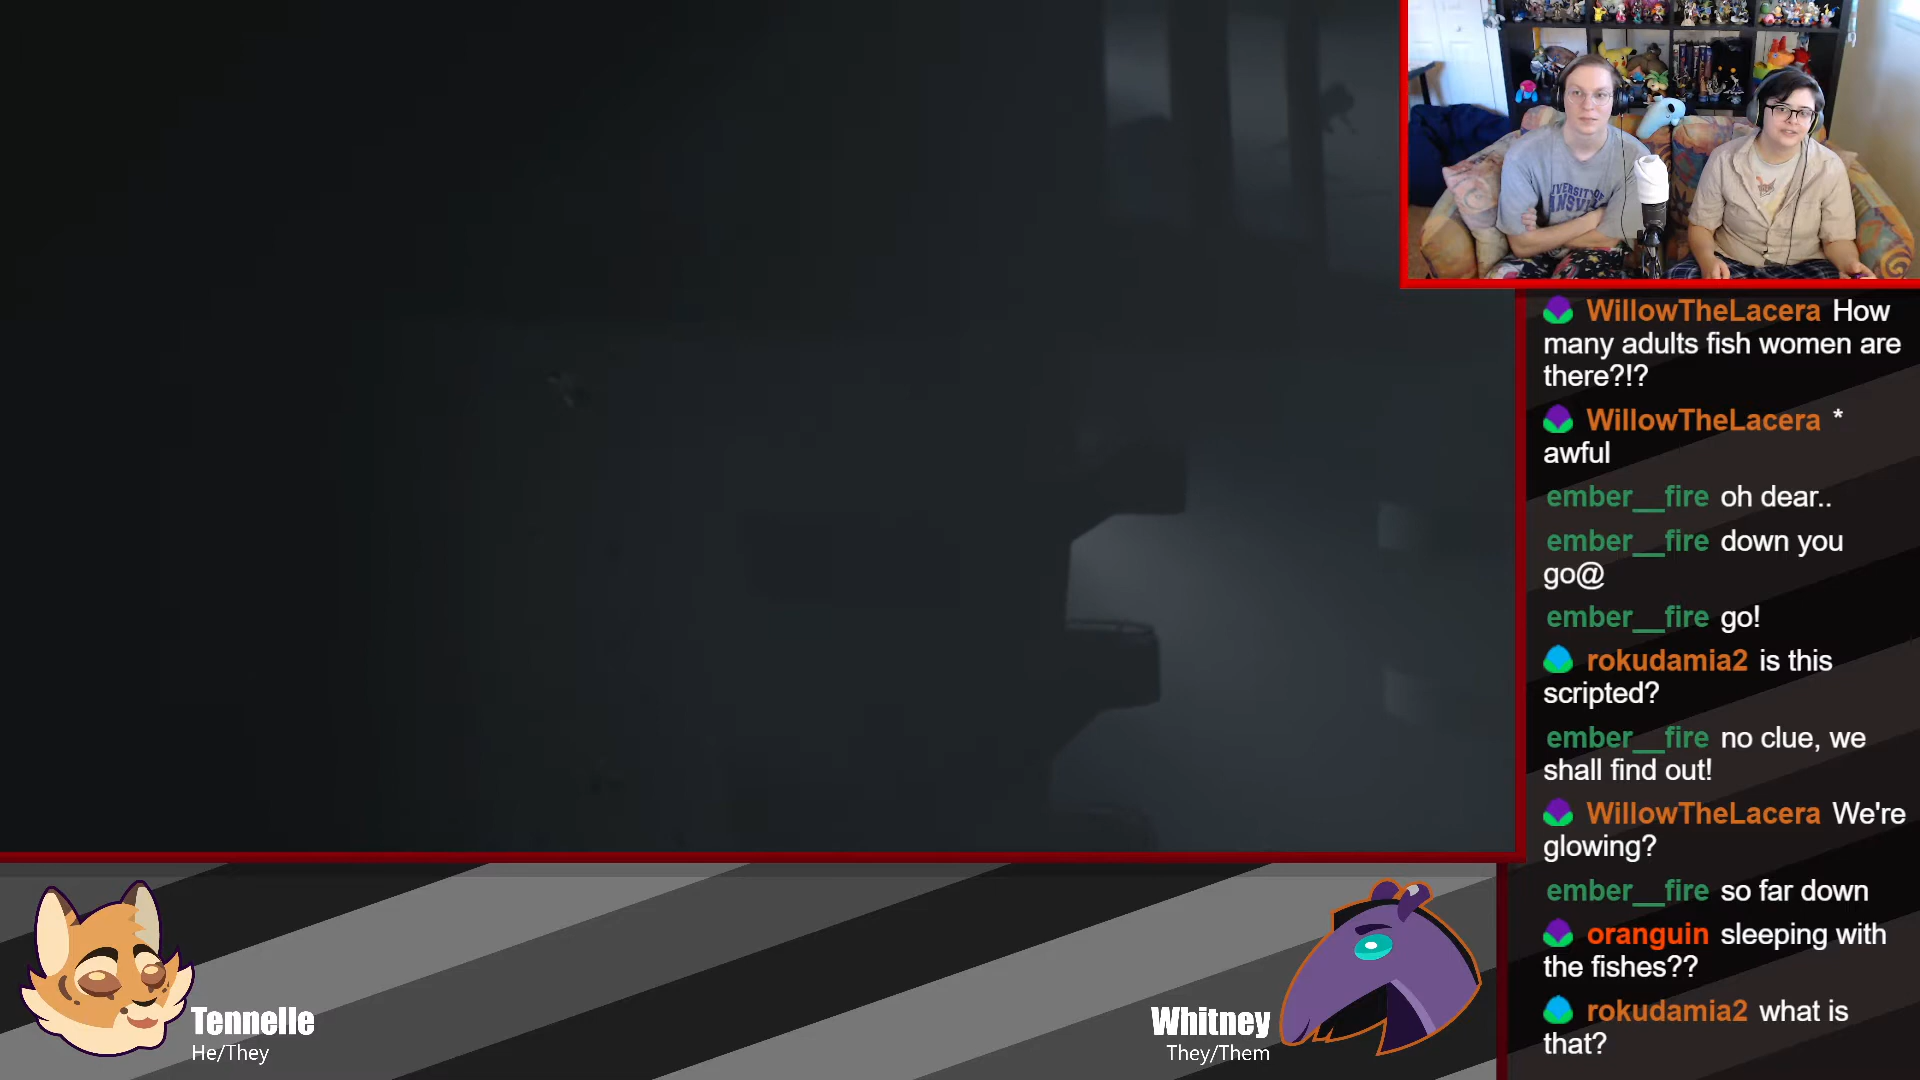 VERSITY OF
WillowTheLacera How
many adults fish women are
there?!?
WillowTheLacera *
awful
ember__fire oh dear..
ember__fire down you
go@
ember__fire go!
rokudamia2 is this
scripted?
ember__fire no clue, we
shall find out!
WillowTheLacera We're
glowing?
ember__fire so far down
oranguin sleeping with
the fishes??
rokudamia2 what is
that?
Tennelle
He/They
Whitney
They/Them